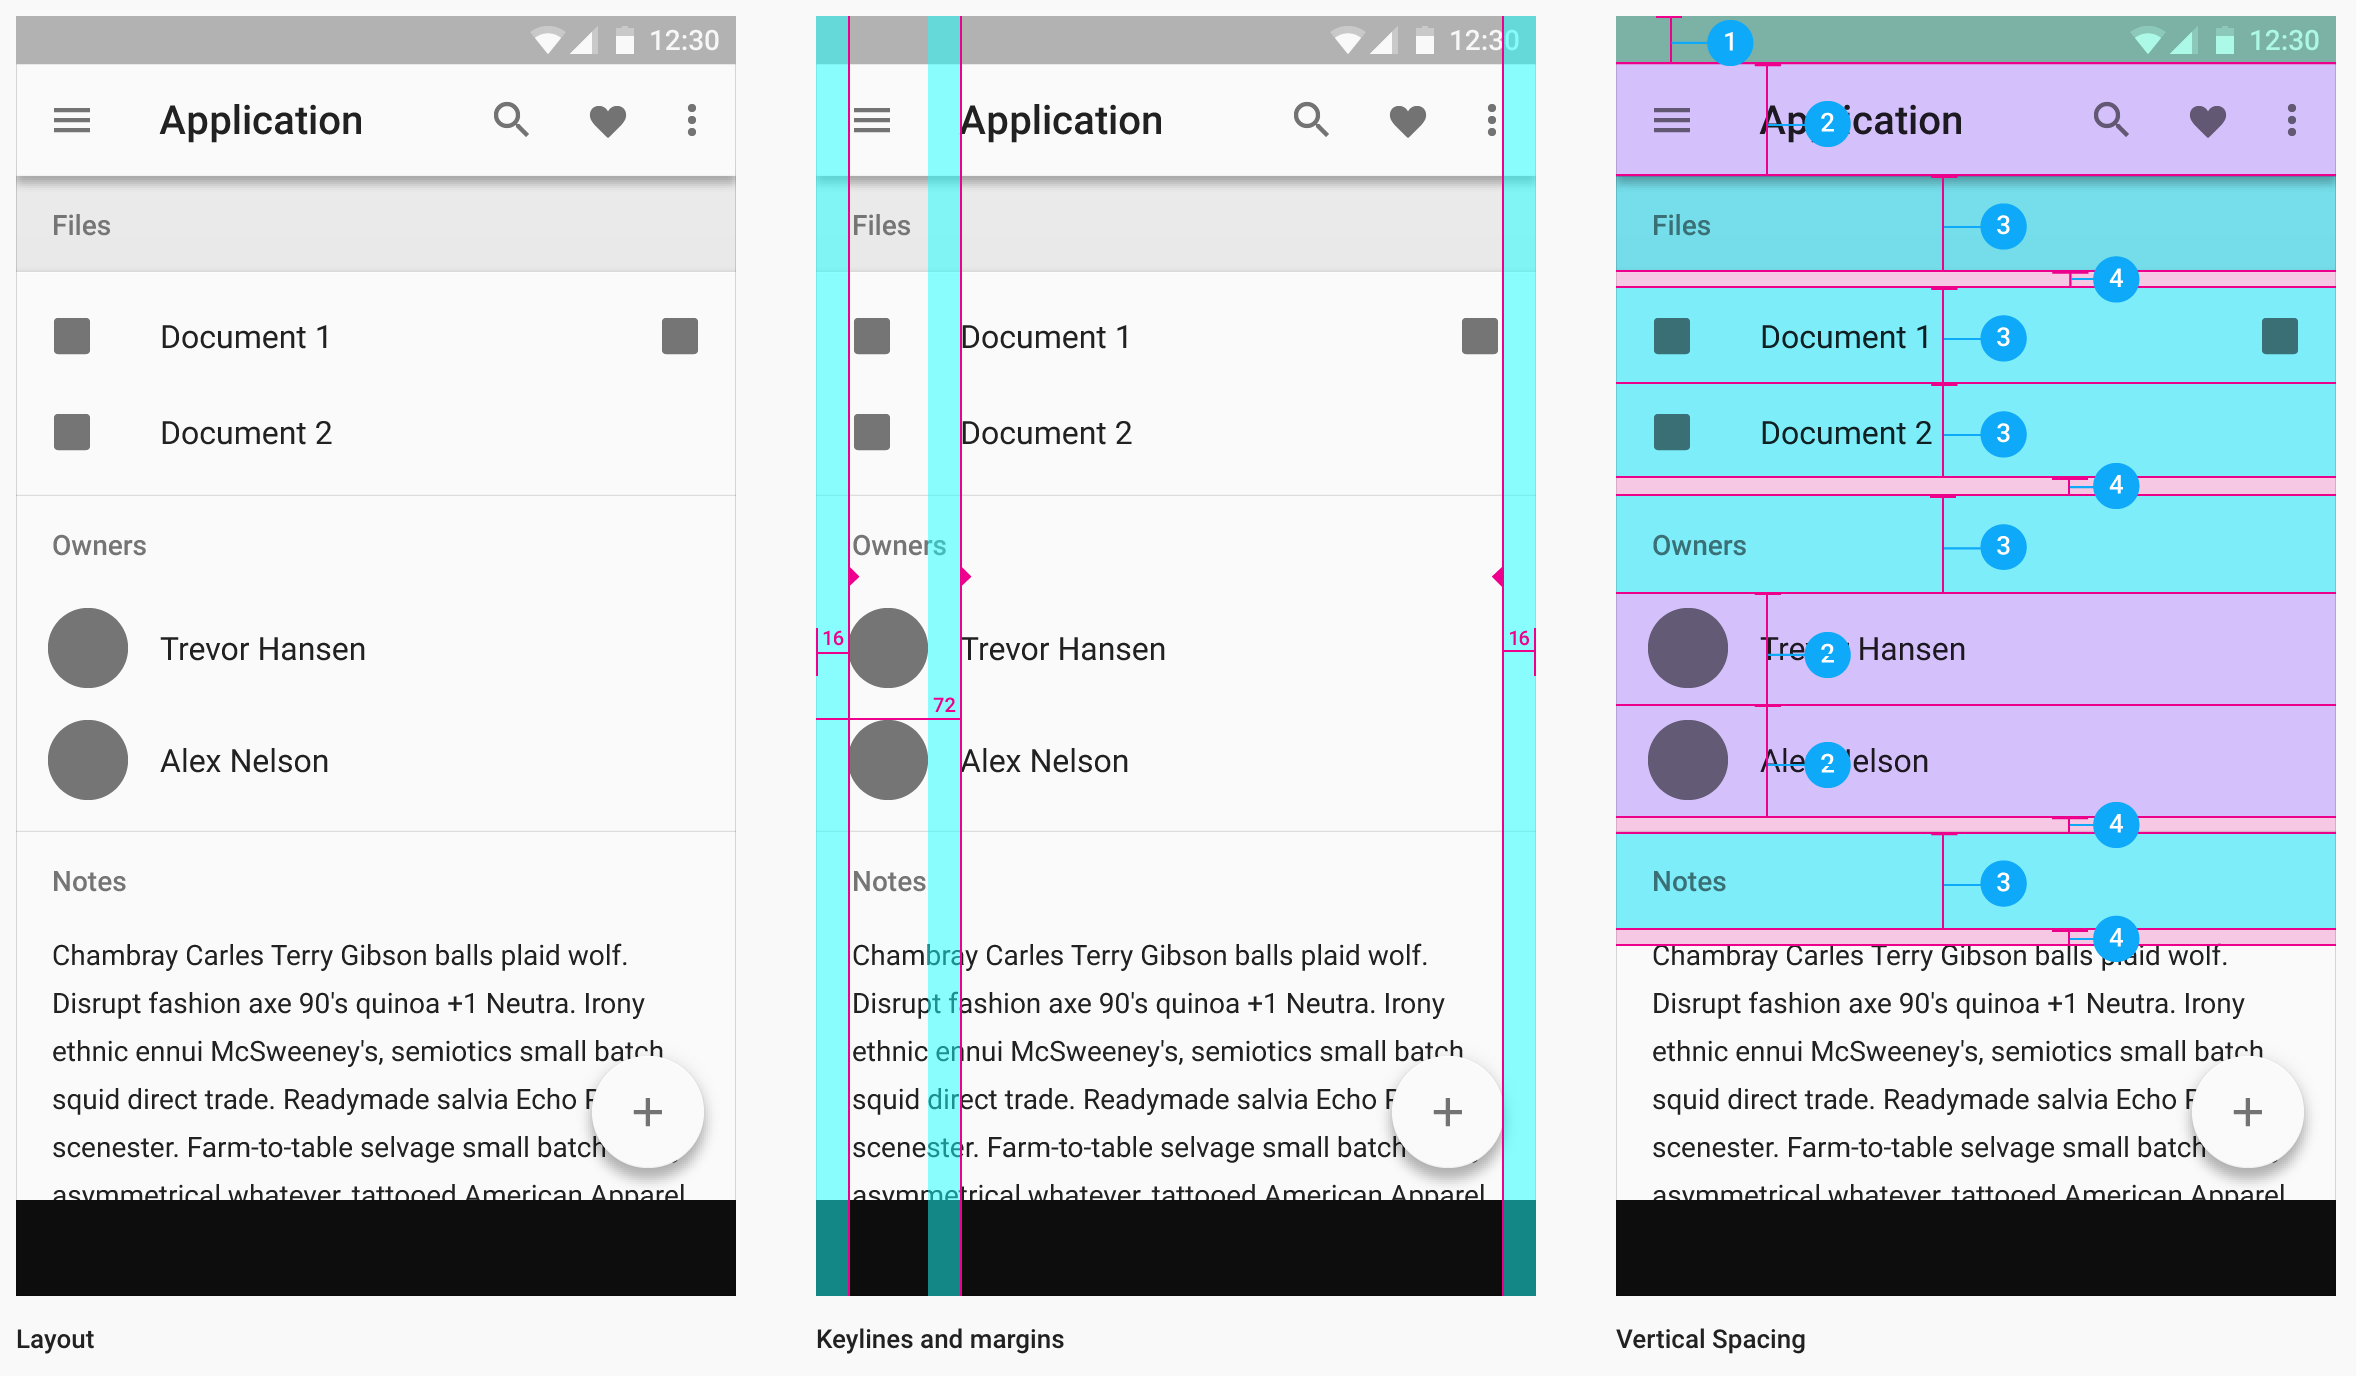 12:30
Application
Files
Document 1
Document 2
Owners
Trevor Hansen
Alex Nelson
Notes
Chambray Carles Terry Gibson balls plaid wolf.
Disrupt fashion axe 90's quinoa +1 Neutra. Irony
ethnic ennui McSweeney's, semiotics small batch
squid direct trade. Readymade salvia Echo
scenester. Farm-to-table selvage small batch
asymmetrical whatever, tattooed American Apparel
Layout
12:30
Application
Files
Document 1
Document 2
Owners
16
16
Trevor Hansen
72
Alex Nelson
Notes
Chambray Carles Terry Gibson balls plaid wolf.
Disrupt fashion axe 90's quinoa +1 Neutra. Irony
ethnic ennui McSweeney's, semiotics small batch
squid direct trade. Readymade salvia Echo
scenester. Farm-to-table selvage small batch
asymmetrical whatever, tattooed American Apparel
Keylines and margins
1
12:30
Application
2
Files
3
4
Document 1
3
Document 2
3
4
Owners
3
Trevor Hansen
2
Alex Nelson
2
4
Notes
3
4
Chambray Carles Terry Gibson balls plaid wolf.
Disrupt fashion axe 90's quinoa +1 Neutra. Irony
ethnic ennui McSweeney's, semiotics small batch
squid direct trade. Readymade salvia Echo
scenester. Farm-to-table selvage small batch
asymmetrical whatever, tattooed American Apparel
Vertical Spacing